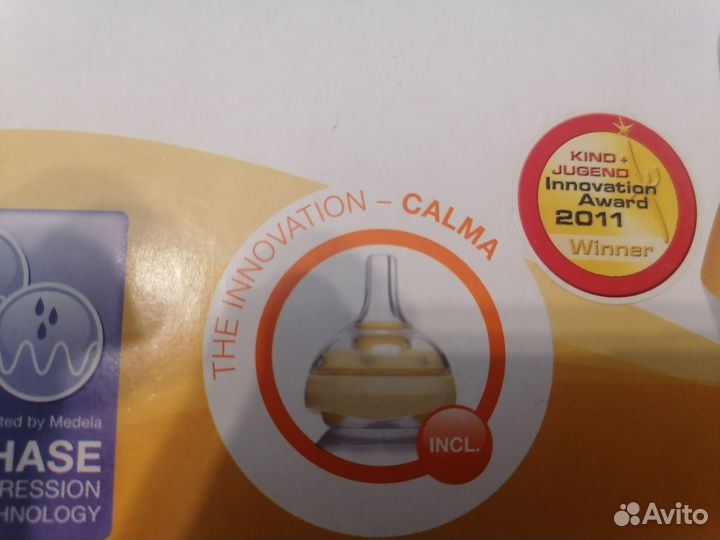 KIND +
JUGEND
Innovation
Award
2011
Winner
THE INNOVATION – CALMA
INCL.
ted by Medela
HASE
RESSION
HNOLOGY
Avito